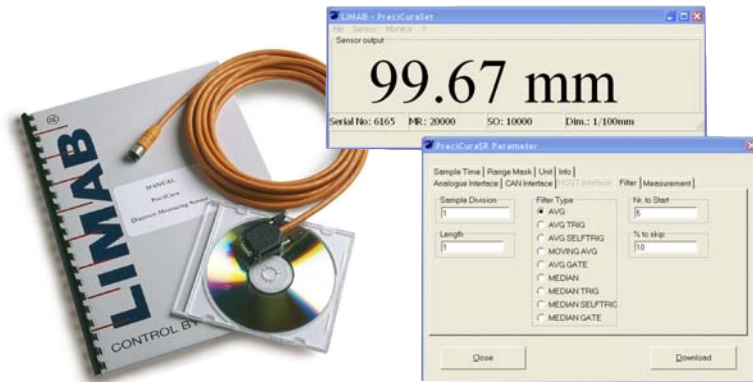 LIMAB - PreciCuraSet
File Sensor Monitor ?
Sensor output
99.67 mm
Serial No: 6165 MR: 20000 SO: 10000 Dim.: 1/100mm
PreciCuraSR Parameter
Sample Time Range Mask Unit Info
Analogue Interface CAN Interface HOST Interface Filter Measurement
Sample Division
1
Length
1
Filter Type
AVG
AVG TRIG
AVG SELFTRIG
MOVING AVG
AVG GATE
MEDIAN
MEDIAN TRIG
MEDIAN SELFTRIG
MEDIAN GATE
Nr. to Start
5
% to skip
10
Close
Download
LIMAB
CONTROL BY
MANUAL
PreciCura
Distance Measuring Sensor